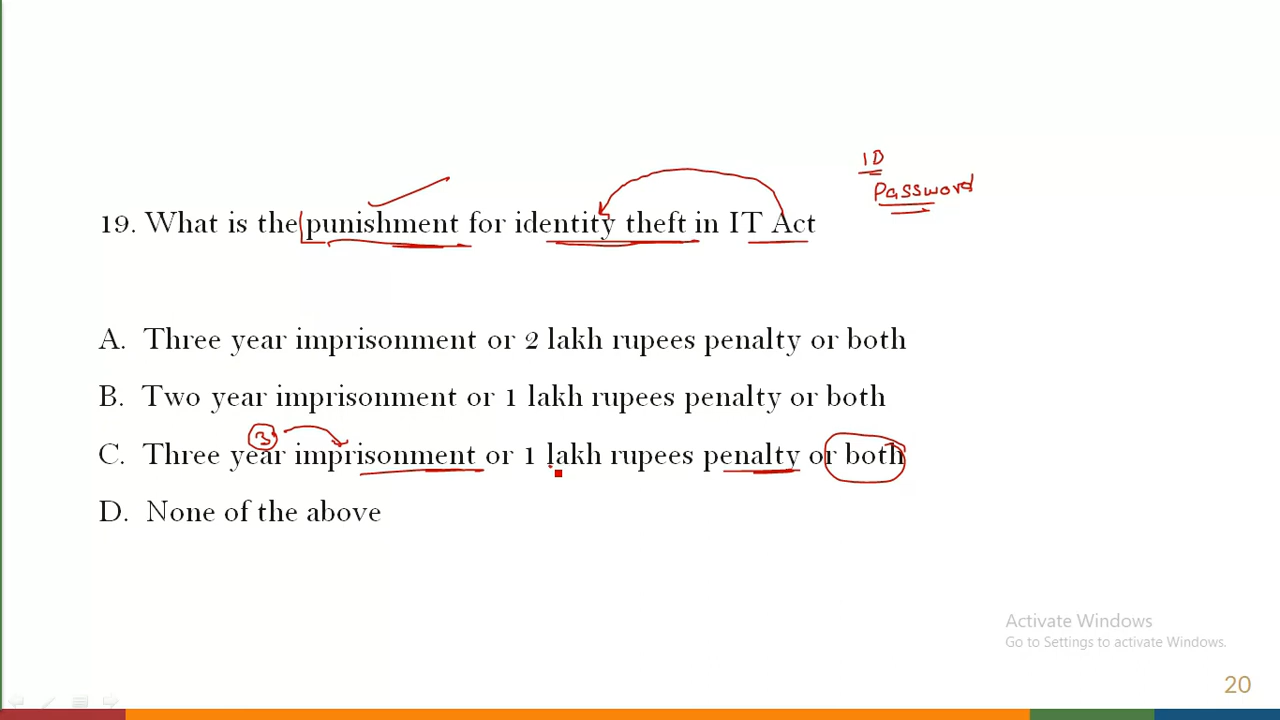 ID
Password
19. What is the punishment for identity theft in IT Act
A. Three year imprisonment or 2 lakh rupees penalty or both
B. Two year imprisonment or 1 lakh rupees penalty or both
3
C. Three year imprisonment or 1 lakh rupees penalty or both
D. None of the above
Activate Windows
Go to Settings to activate Windows.
20